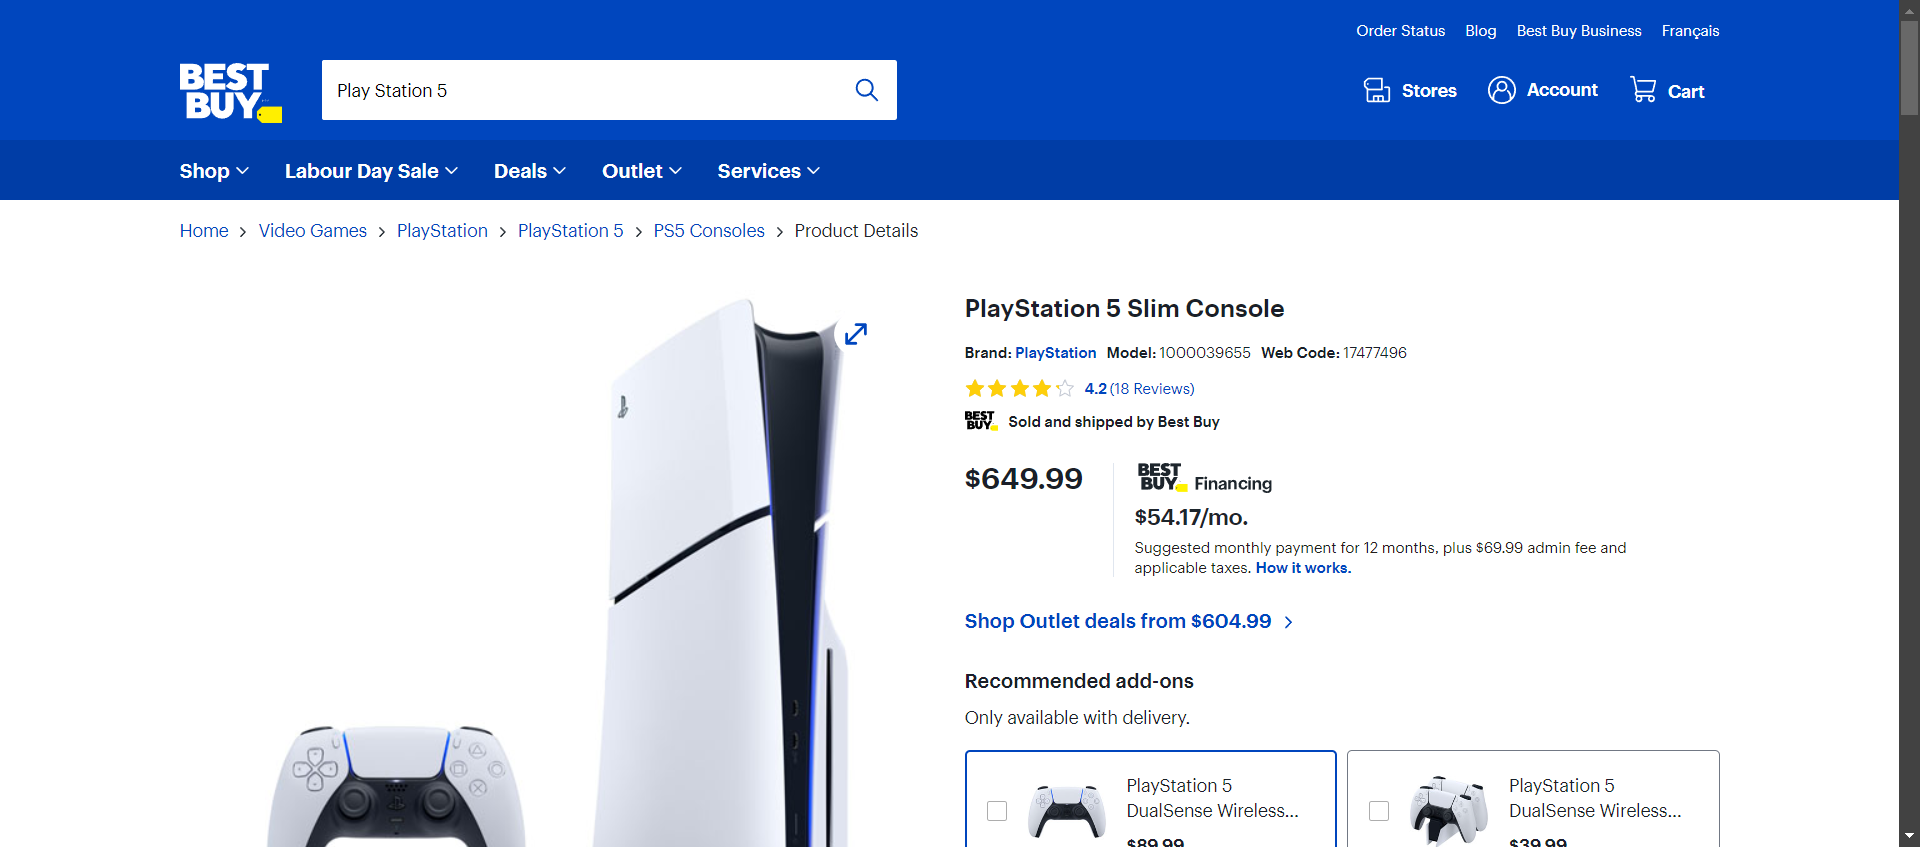 Order Status Blog Best Buy Business Français
BEST
BUY
Play Station 5
Stores Account Cart
Shop Labour Day Sale Deals Outlet Services
Home > Video Games > PlayStation > PlayStation 5 > PS5 Consoles > Product Details
PlayStation 5 Slim Console
Brand: PlayStation Model: 1000039655 Web Code: 17477496
4.2 (18 Reviews)
BEST
BUY
Sold and shipped by Best Buy
$649.99
BEST
BUY
Financing
$54.17/mo.
Suggested monthly payment for 12 months, plus $69.99 admin fee and
applicable taxes. How it works.
Shop Outlet deals from $604.99 >
Recommended add-ons
Only available with delivery.
PlayStation 5
DualSense Wireless...
$89.99
PlayStation 5
DualSense Wireless...
$39.99